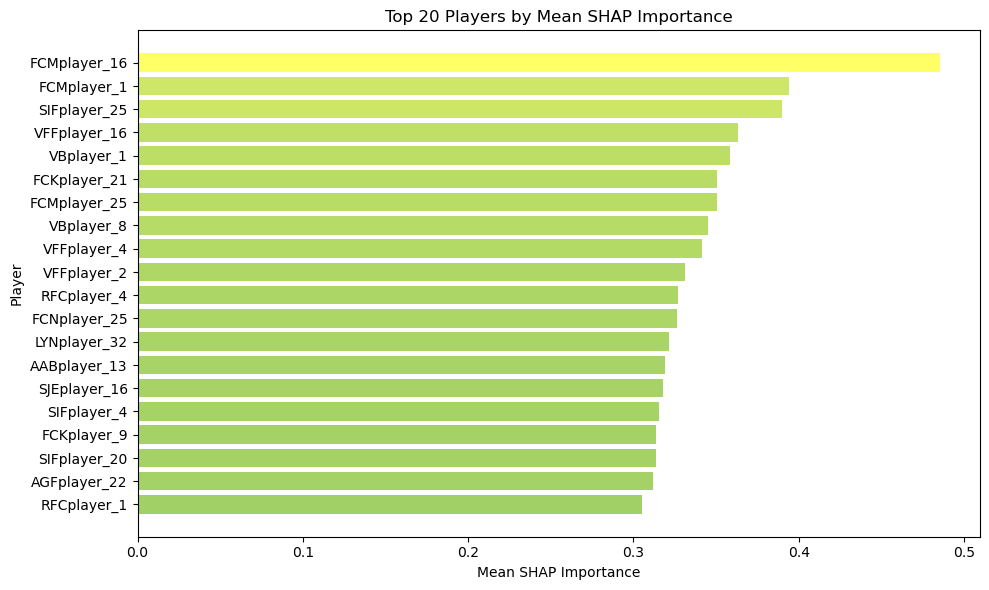 Top 20 Players by Mean SHAP Importance
Player
FCMplayer_16
FCMplayer_1
SIFplayer_25
VFFplayer_16
VBplayer_1
FCKplayer_21
FCMplayer_25
VBplayer_8
VFFplayer_4
VFFplayer_2
RFCplayer_4
FCNplayer_25
LYNplayer_32
AABplayer_13
SJEplayer_16
SIFplayer_4
FCKplayer_9
SIFplayer_20
AGFplayer_22
RFCplayer_1
0.0 0.1 0.2 0.3 0.4 0.5
Mean SHAP Importance